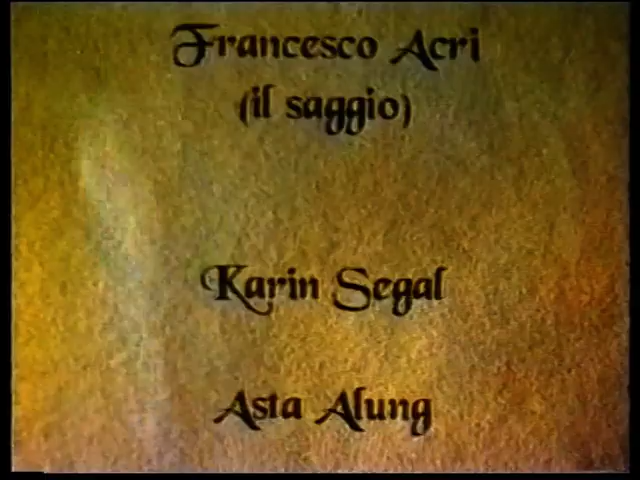 Francesco Acri
(il saggio)
Karin Segal
Asta Alung